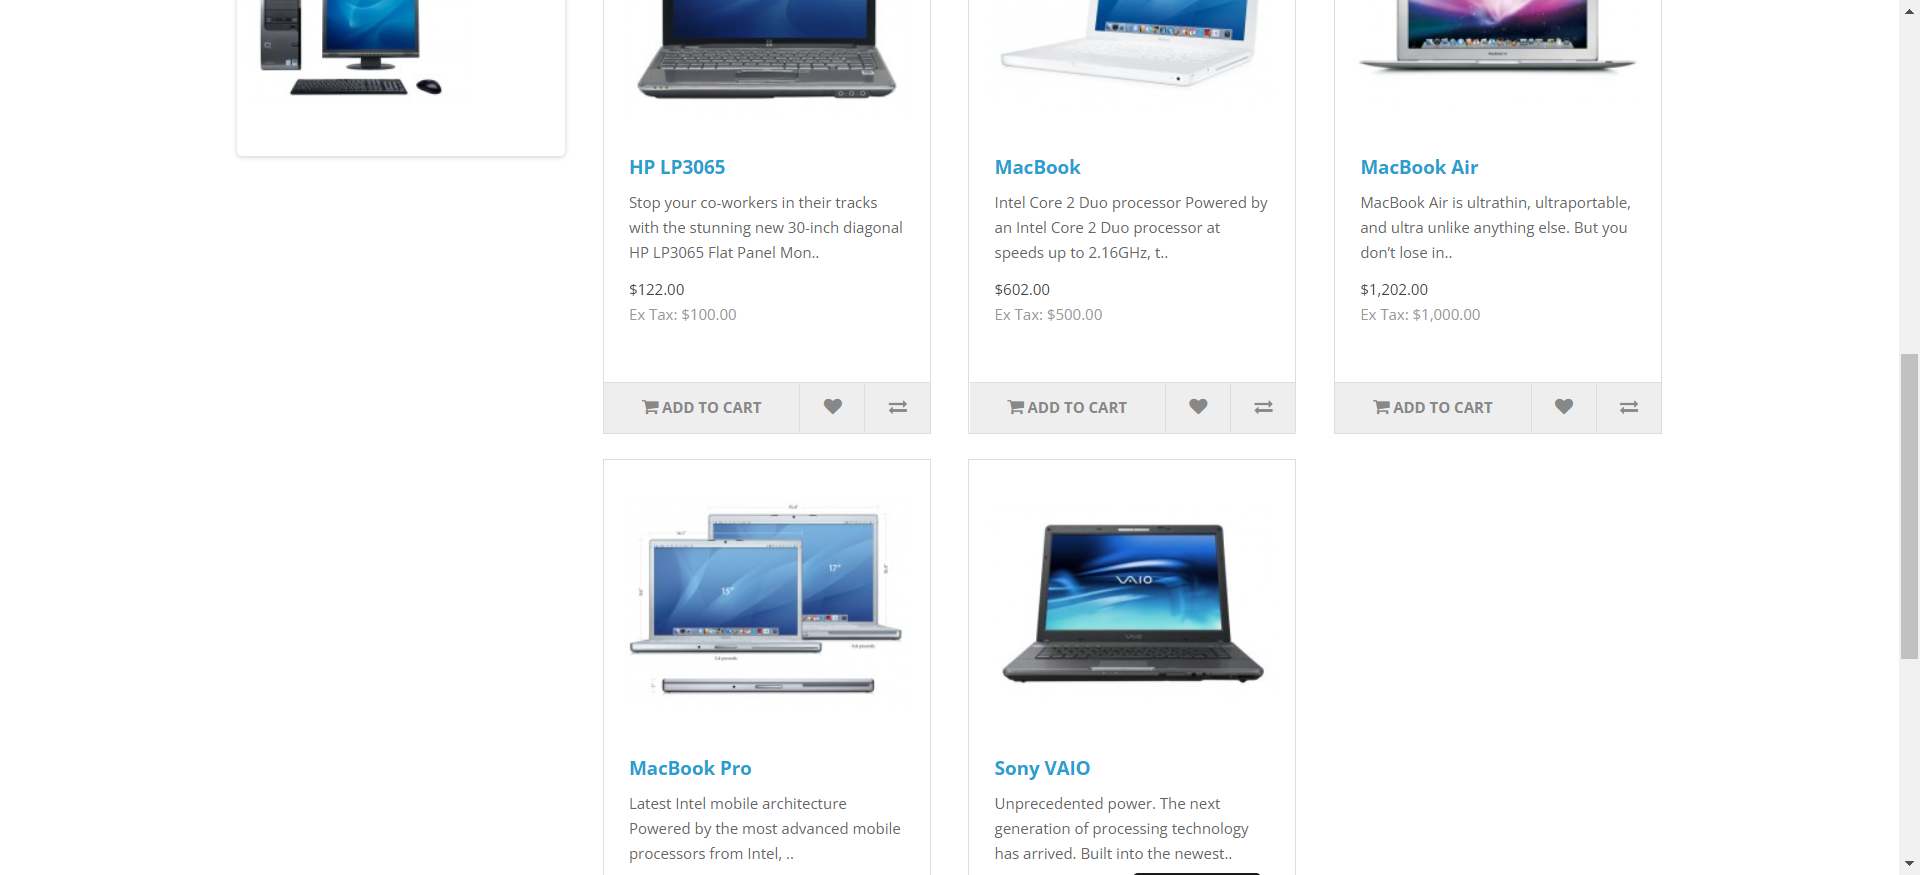 HP LP3065
Stop your co-workers in their tracks
with the stunning new 30-inch diagonal
HP LP3065 Flat Panel Mon..
$122.00
Ex Tax: $100.00
ADD TO CART
MacBook
Intel Core 2 Duo processor Powered by
an Intel Core 2 Duo processor at
speeds up to 2.16GHz, t..
$602.00
Ex Tax: $500.00
ADD TO CART
MacBook Air
MacBook Air is ultrathin, ultraportable,
and ultra unlike anything else. But you
don’t lose in..
$1,202.00
Ex Tax: $1,000.00
ADD TO CART
15"
17"
MacBook Pro
Latest Intel mobile architecture
Powered by the most advanced mobile
processors from Intel, ..
VAIO
VAIO
Sony VAIO
Unprecedented power. The next
generation of processing technology
has arrived. Built into the newest..